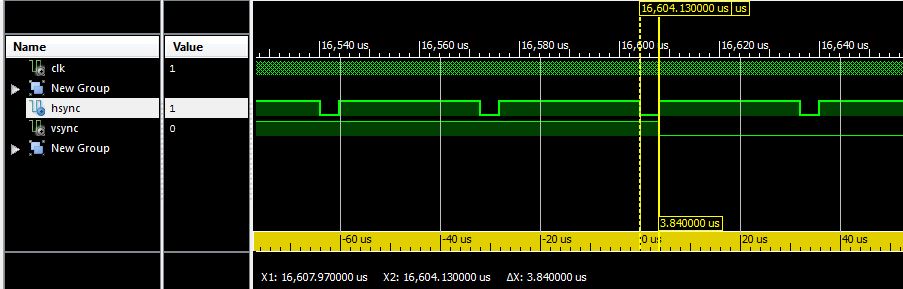 16,604.130000 us us
Name Value
16,540 us 16,560 us 16,580 us 16,600 us 16,620 us 16,640 us
clk 1
New Group
hsync 1
vsync 0
New Group
3.840000 us
-60 us -40 us -20 us 0 us 20 us 40 us
X1: 16,607.970000 us X2: 16,604.130000 us ΔX: 3.840000 us